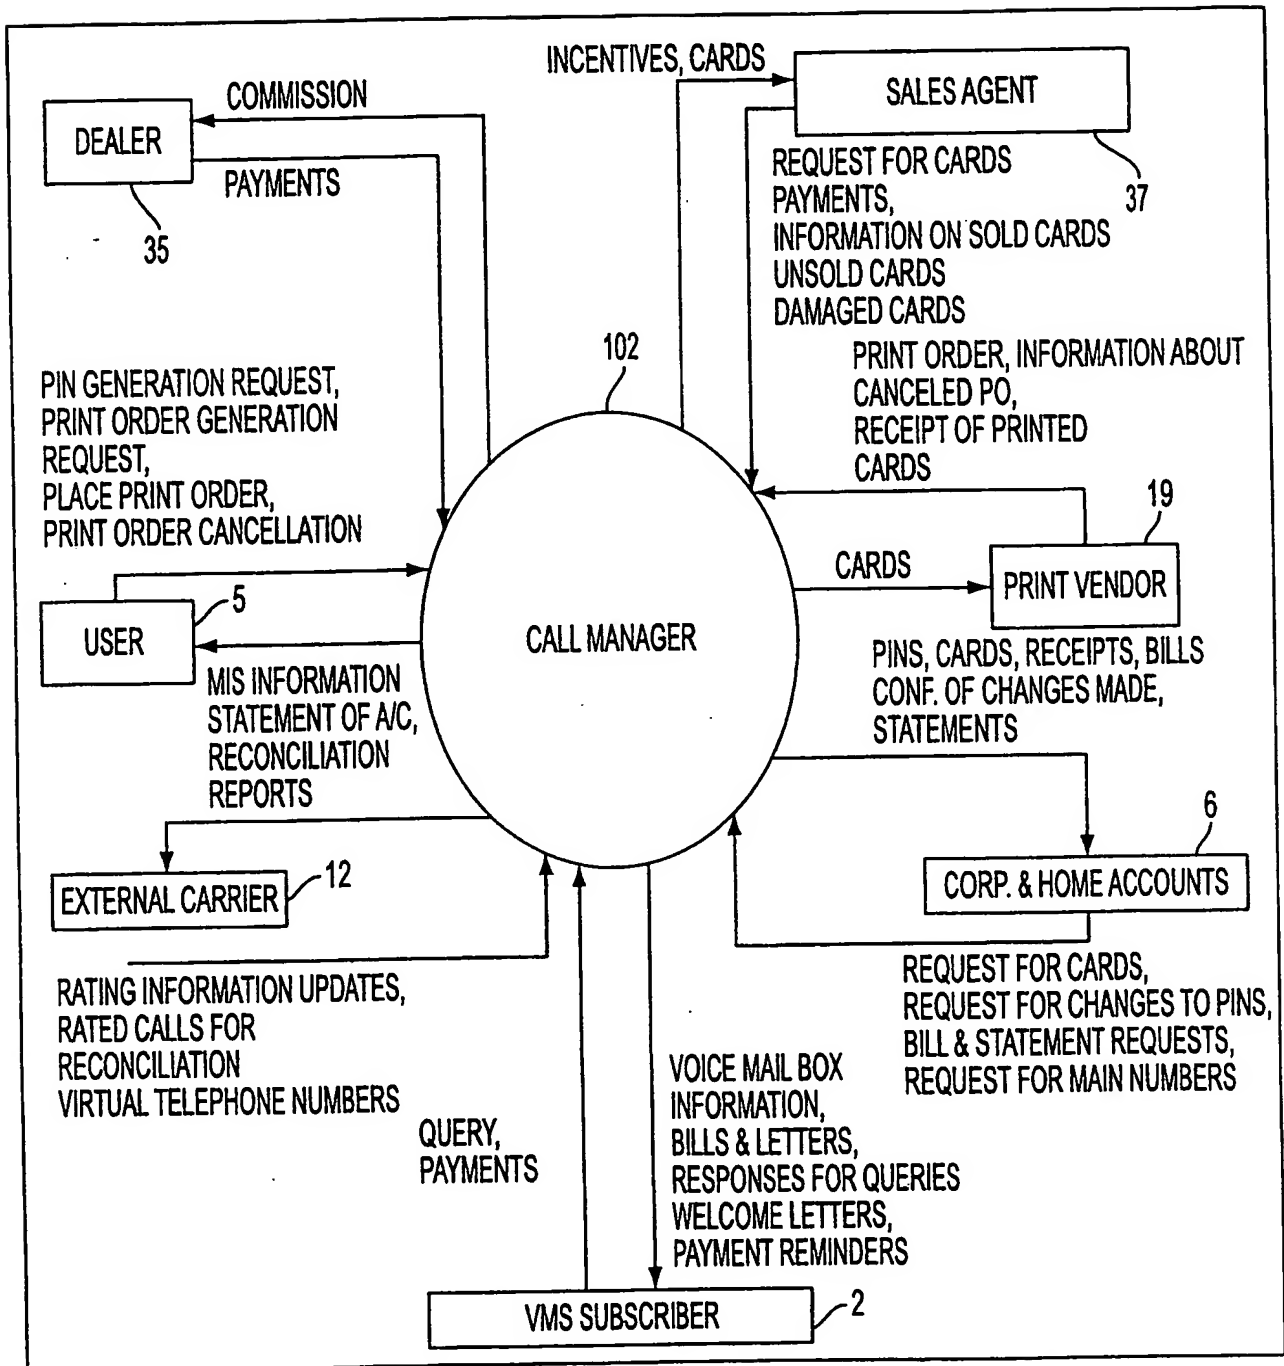 INCENTIVES, CARDS
SALES AGENT
37
COMMISSION
DEALER
PAYMENTS
35
REQUEST FOR CARDS
PAYMENTS,
INFORMATION ON SOLD CARDS
UNSOLD CARDS
DAMAGED CARDS
102
PRINT ORDER, INFORMATION ABOUT
CANCELED PO,
RECEIPT OF PRINTED
CARDS
PIN GENERATION REQUEST,
PRINT ORDER GENERATION
REQUEST,
PLACE PRINT ORDER,
PRINT ORDER CANCELLATION
19
CARDS
PRINT VENDOR
5
USER
CALL MANAGER
PINS, CARDS, RECEIPTS, BILLS
CONF. OF CHANGES MADE,
STATEMENTS
MIS INFORMATION
STATEMENT OF A/C,
RECONCILIATION
REPORTS
6
CORP. & HOME ACCOUNTS
EXTERNAL CARRIER
12
RATING INFORMATION UPDATES,
RATED CALLS FOR
RECONCILIATION
VIRTUAL TELEPHONE NUMBERS
REQUEST FOR CARDS,
REQUEST FOR CHANGES TO PINS,
BILL & STATEMENT REQUESTS,
REQUEST FOR MAIN NUMBERS
QUERY,
PAYMENTS
VOICE MAIL BOX
INFORMATION,
BILLS & LETTERS,
RESPONSES FOR QUERIES
WELCOME LETTERS,
PAYMENT REMINDERS
VMS SUBSCRIBER
2